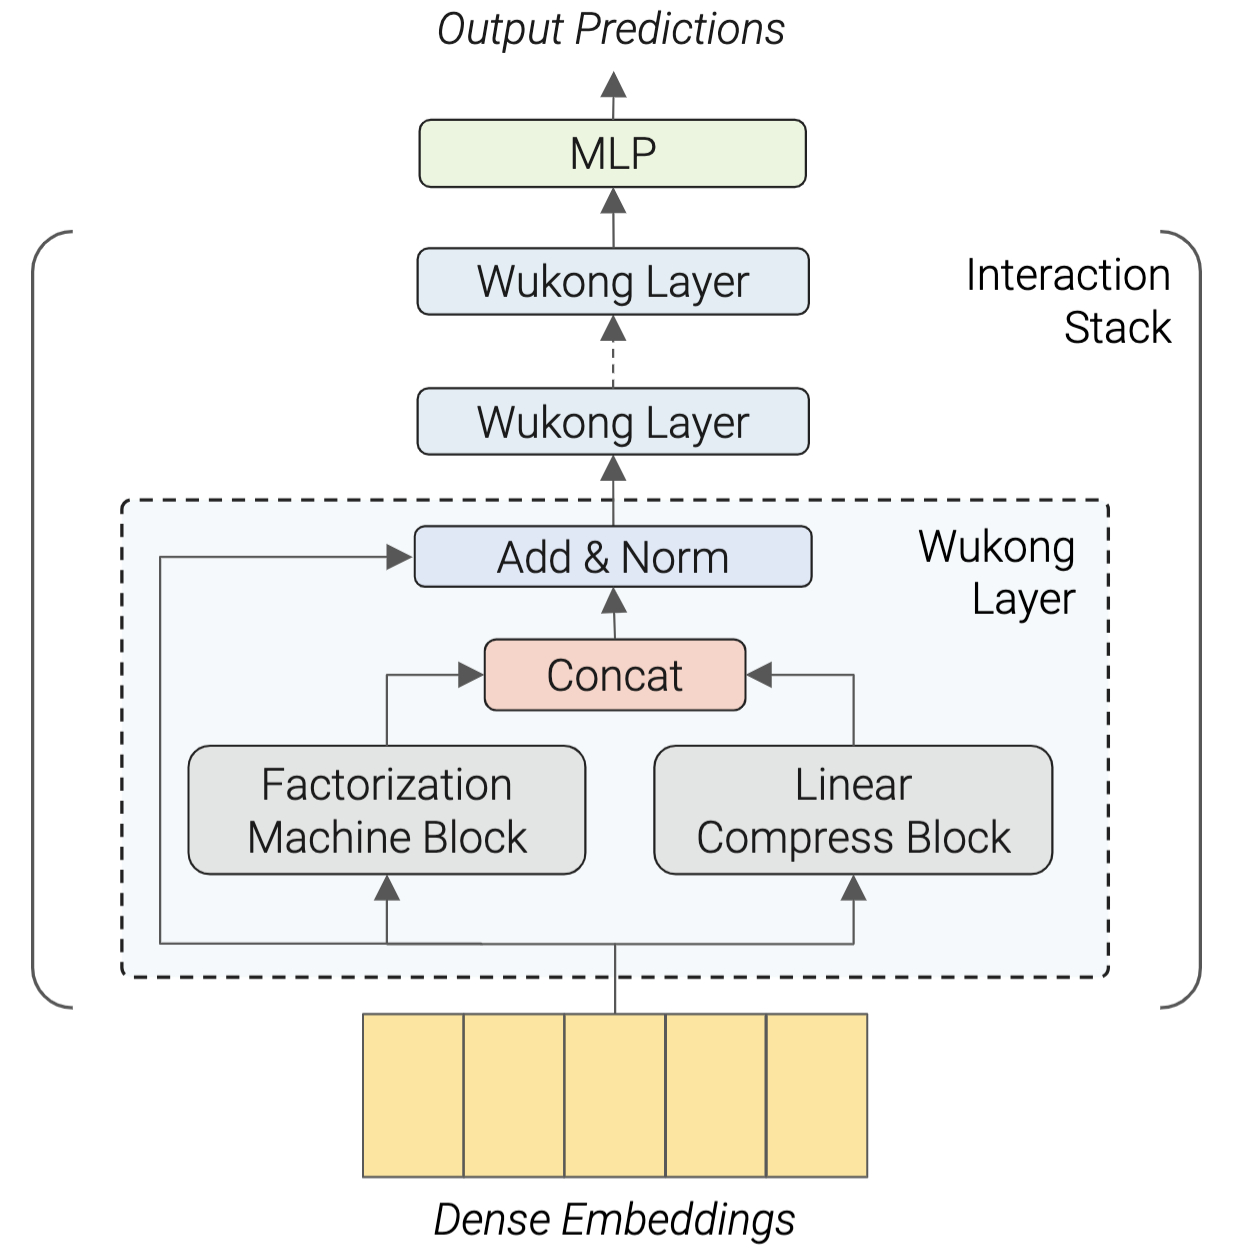 Output Predictions
MLP
Wukong Layer
Interaction
Stack
Wukong Layer
Add & Norm
Wukong
Layer
Concat
Factorization
Machine Block
Linear
Compress Block
Dense Embeddings